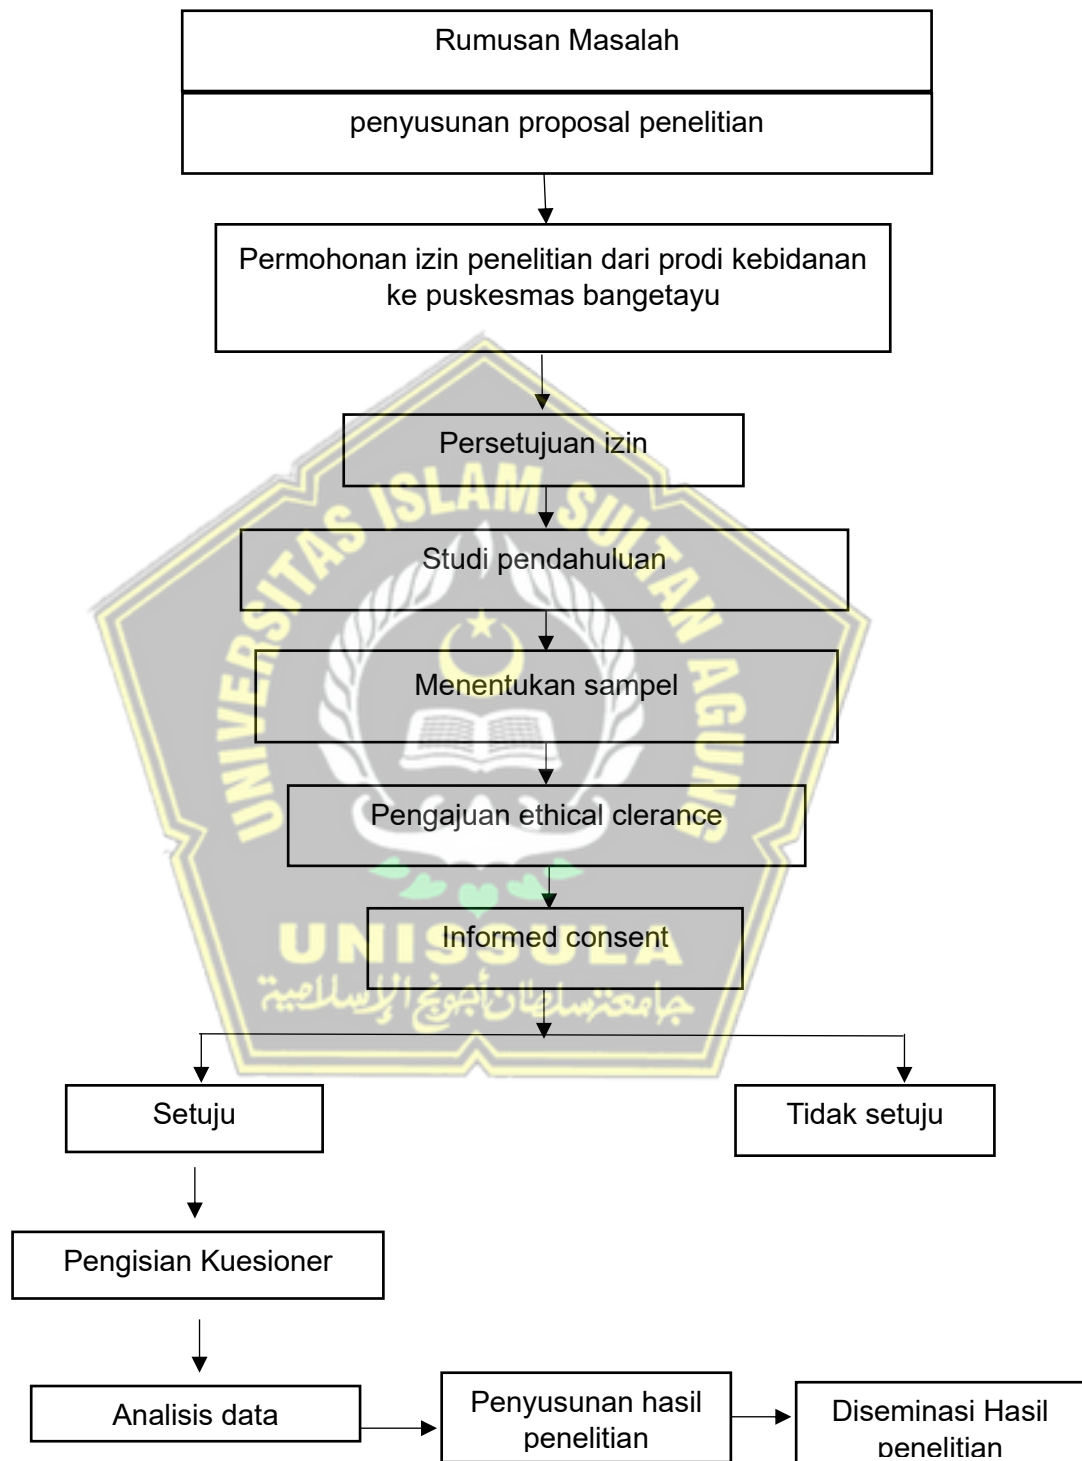 Rumusan Masalah
penyusunan proposal penelitian
Permohonan izin penelitian dari prodi kebidanan
ke puskesmas bangetayu
Persetujuan izin
Studi pendahuluan
Menentukan sampel
Pengajuan ethical clerance
Informed consent
UNIVERSITAS ISLAM SULTAN AGUNG
UNISSULA
جامعة سلطان أجونج الإسلامية
Setuju
Tidak setuju
Pengisian Kuesioner
Analisis data
Penyusunan hasil
penelitian
Diseminasi Hasil
penelitian